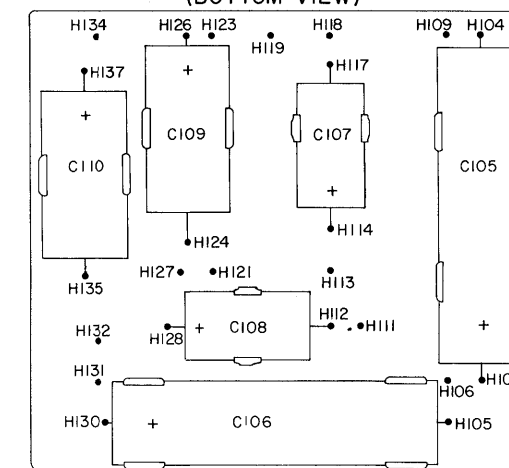 (BOTTOM VIEW)
H134 H126 H123 H118 H109 H104
H119
H137 H117
+ +
C109 C107
C110 C105
+
H114
H124
H127 H121
H135 H113
H112
H132 H128 + C108 H111 +
H131 H106
H130 + C106 H105